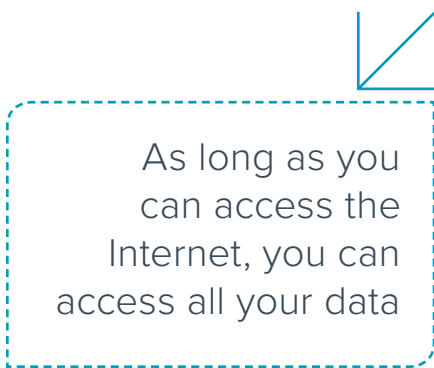 As long as you
can access the
Internet, you can
access all your data